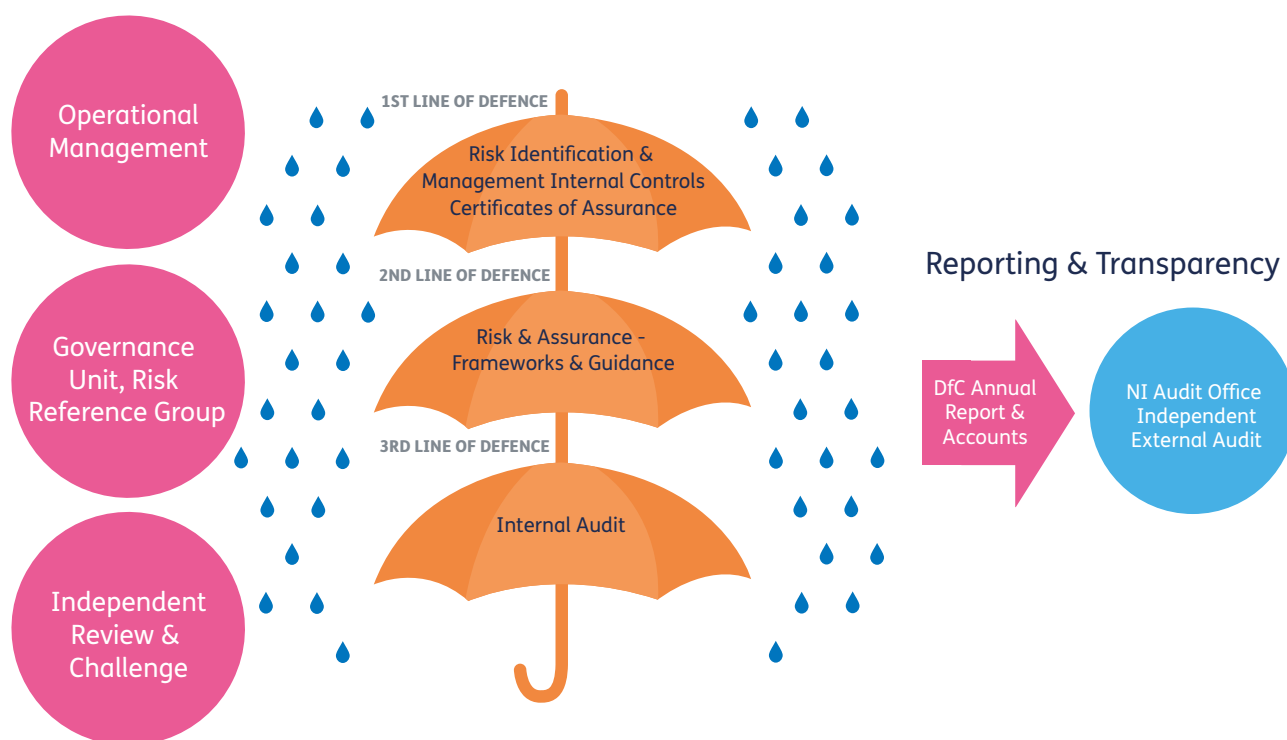 Operational
Management
1ST LINE OF DEFENCE
Risk Identification &
Management Internal Controls
Certificates of Assurance
Governance
Unit, Risk
Reference Group
2ND LINE OF DEFENCE
Risk & Assurance -
Frameworks & Guidance
Independent
Review &
Challenge
3RD LINE OF DEFENCE
Internal Audit
Reporting & Transparency
DfC Annual
Report &
Accounts
NI Audit Office
Independent
External Audit